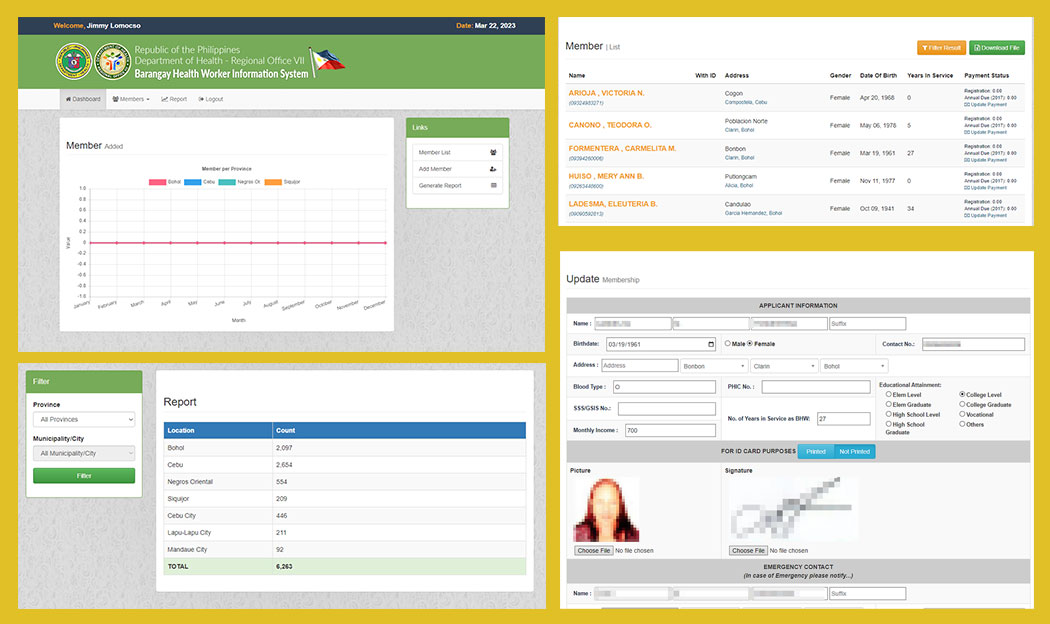 Welcome, Jimmy Lomocso
Date: Mar 22, 2023
Republic of the Philippines
Department of Health - Regional Office VII
Barangay Health Worker Information System
Dashboard Members Report Logout
Member Added
Member per Province
Bohol Cebu Negros Or. Siquijor
1.0
0.8
0.6
0.4
0.2
0
-0.2
-0.4
-0.6
-0.8
-1.0
Value
January February March April May June July August September October November December
Month
Links
Member List
Add Member
Generate Report
Member | List
Filter Result Download File
Name With ID Address Gender Date Of Birth Years In Service Payment Status
ARIOJA , VICTORIA N. Cogon Female Apr 20, 1968 0 Registration: 0.00
Compostela, Cebu Annual Due (2017): 0.00
Update Payment
CANONO , TEODORA O. Poblacion Norte Female May 06, 1978 5 Registration: 0.00
Clarin, Bohol Annual Due (2017): 0.00
Update Payment
FORMENTERA , CARMELITA M. Bonbon Female Mar 19, 1961 27 Registration: 0.00
Clarin, Bohol Annual Due (2017): 0.00
Update Payment
HUISO , MERY ANN B. Putlongcam Female Nov 11, 1977 0 Registration: 0.00
Alicia, Bohol Annual Due (2017): 0.00
Update Payment
LADESMA, ELEUTERIA B. Candulao Female Oct 09, 1941 34 Registration: 0.00
Garcia Hernandez, Bohol Annual Due (2017): 0.00
Update Payment
Filter
Province
All Provinces
Municipality/City
All Municipality/City
Filter
Report
Location Count
Bohol 2,097
Cebu 2,654
Negros Oriental 554
Siquijor 209
Cebu City 446
Lapu-Lapu City 211
Mandaue City 92
TOTAL 6,263
Update Membership
APPLICANT INFORMATION
Name : Suffix
Birthdate: 03/19/1961 Male Female Contact No.:
Address : Address Bonbon Clarin Bohol
Blood Type : O PHIC No. : Educational Attainment:
Elem Level College Level
Elem Graduate College Graduate
High School Level Vocational
High School Graduate Others
SSS/GSIS No.: No. of Years in Service as BHW: 27
Monthly Income : 700
FOR ID CARD PURPOSES Printed Not Printed
Picture Signature
Choose File No file chosen Choose File No file chosen
EMERGENCY CONTACT
(In case of Emergency please notify...)
Name : Suffix